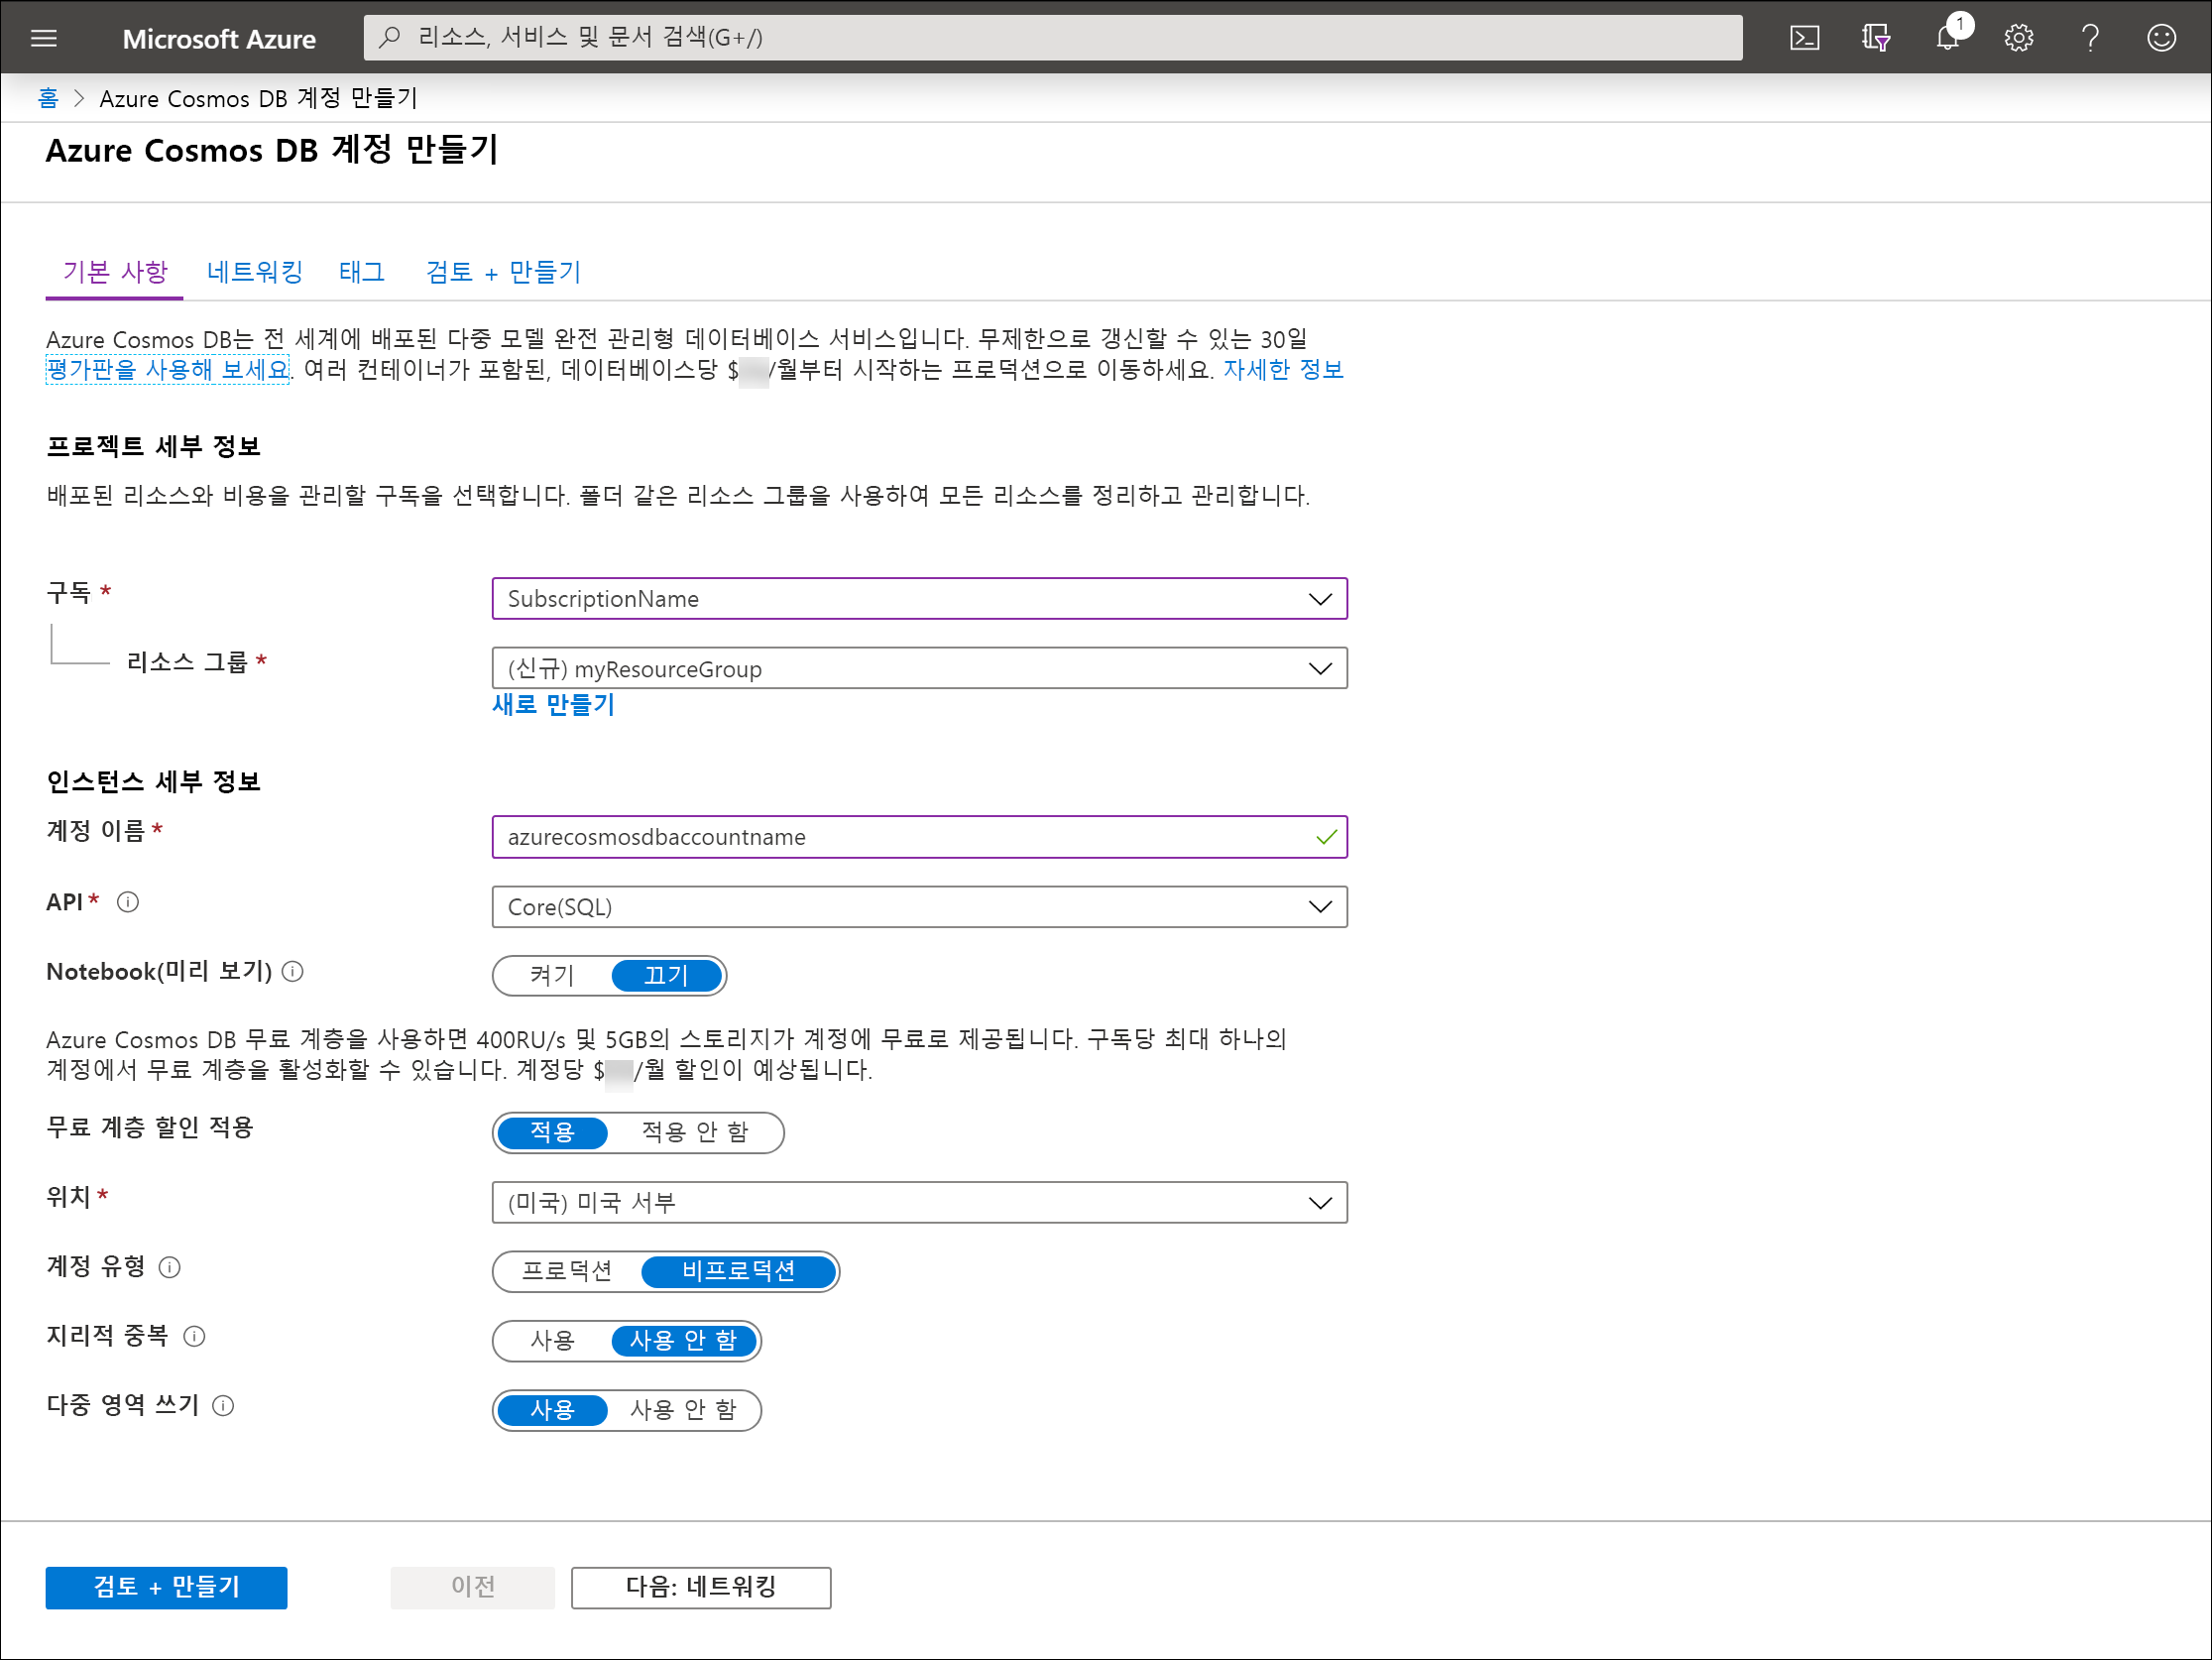 Microsoft Azure
리소스, 서비스 및 문서 검색(G+/)
1
홈 > Azure Cosmos DB 계정 만들기
Azure Cosmos DB 계정 만들기
기본 사항 네트워킹 태그 검토 + 만들기
Azure Cosmos DB는 전 세계에 배포된 다중 모델 완전 관리형 데이터베이스 서비스입니다. 무제한으로 갱신할 수 있는 30일
평가판을 사용해 보세요. 여러 컨테이너가 포함된, 데이터베이스당 $ /월부터 시작하는 프로덕션으로 이동하세요. 자세한 정보
프로젝트 세부 정보
배포된 리소스와 비용을 관리할 구독을 선택합니다. 폴더 같은 리소스 그룹을 사용하여 모든 리소스를 정리하고 관리합니다.
구독 * SubscriptionName
리소스 그룹 * (신규) myResourceGroup
새로 만들기
인스턴스 세부 정보
계정 이름 * azurecosmosdbaccountname
API * Core(SQL)
Notebook(미리 보기) 켜기 끄기
Azure Cosmos DB 무료 계층을 사용하면 400RU/s 및 5GB의 스토리지가 계정에 무료로 제공됩니다. 구독당 최대 하나의
계정에서 무료 계층을 활성화할 수 있습니다. 계정당 $ /월 할인이 예상됩니다.
무료 계층 할인 적용 적용 적용 안 함
위치 * (미국) 미국 서부
계정 유형 프로덕션 비프로덕션
지리적 중복 사용 사용 안 함
다중 영역 쓰기 사용 사용 안 함
검토 + 만들기 이전 다음: 네트워킹